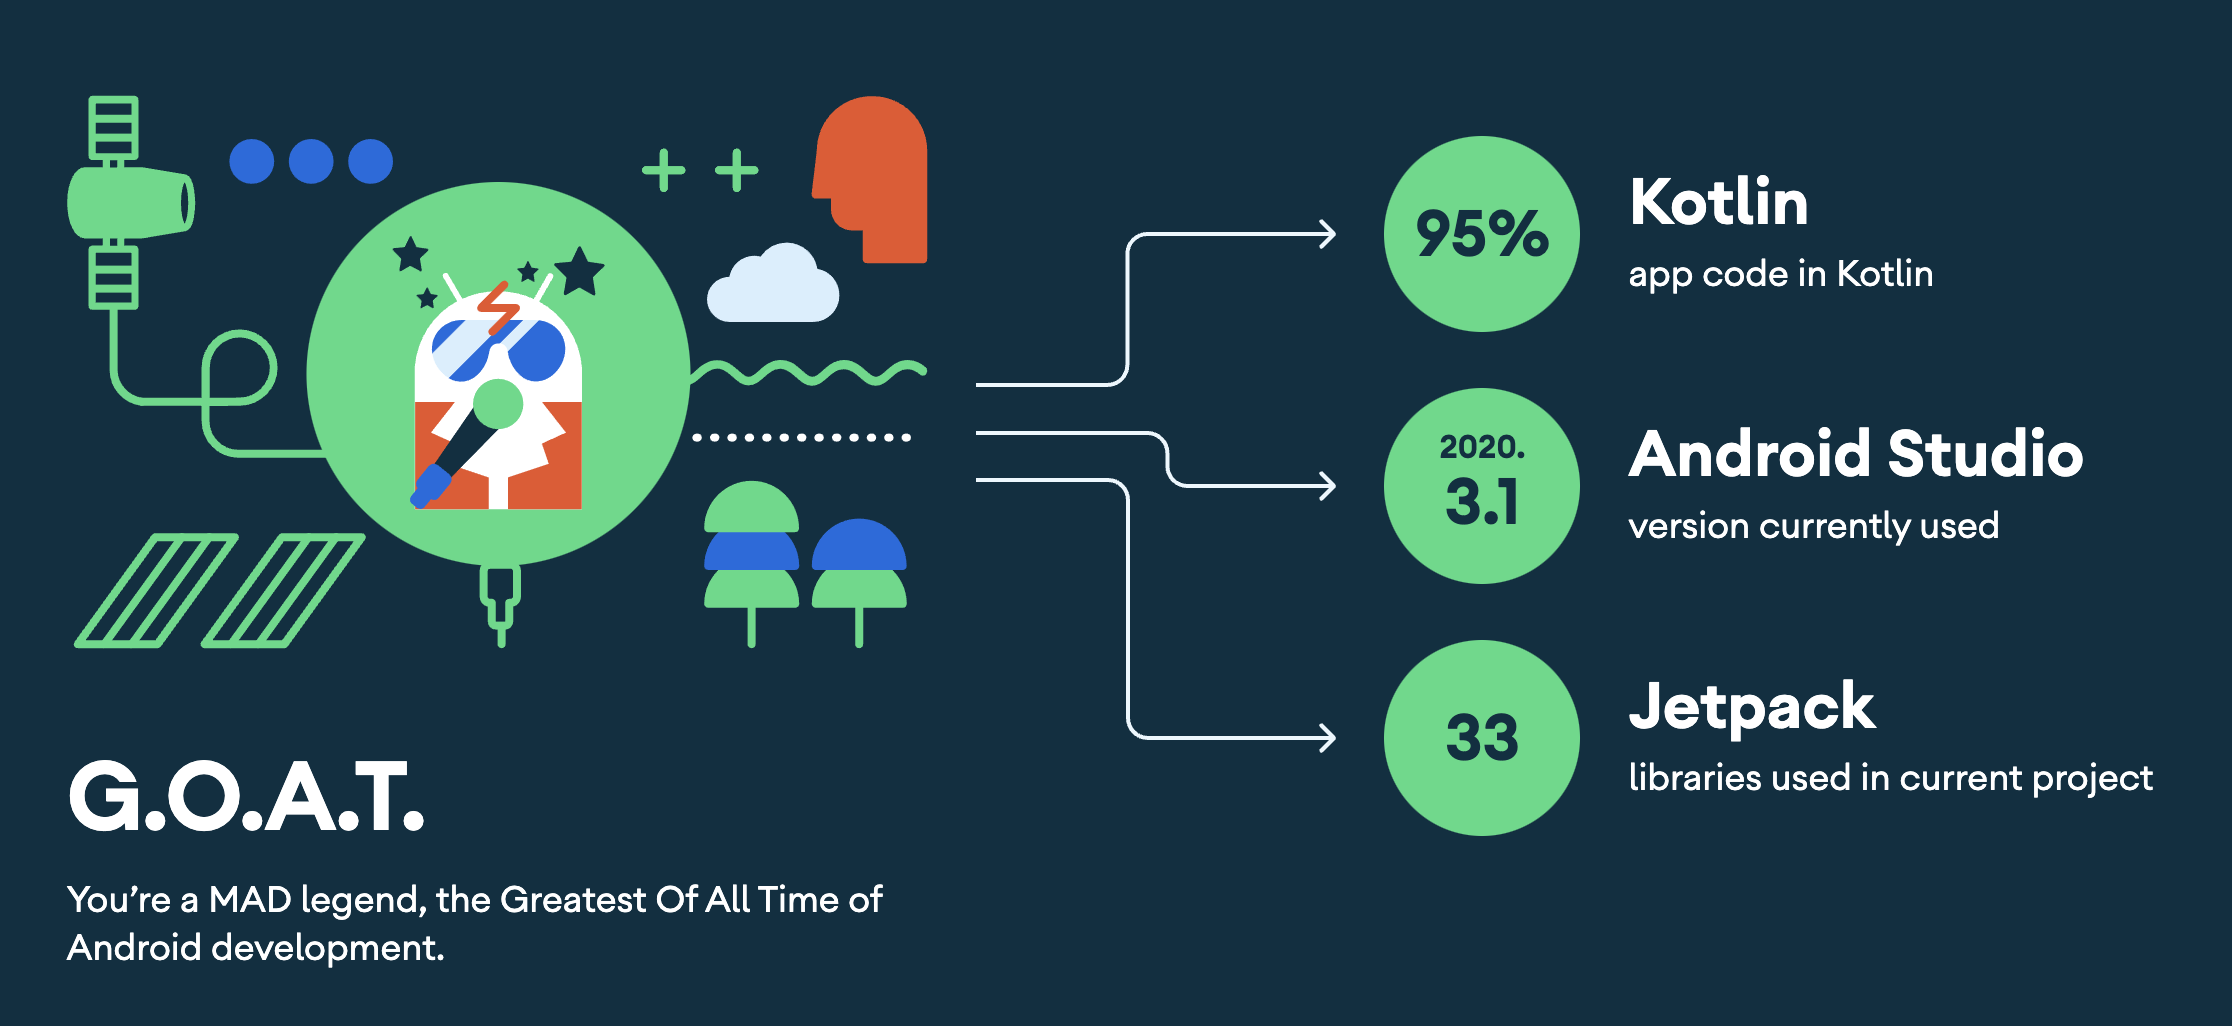 95%
Kotlin
app code in Kotlin
2020.
3.1
Android Studio
version currently used
33
Jetpack
libraries used in current project
G.O.A.T.
You're a MAD legend, the Greatest Of All Time of
Android development.